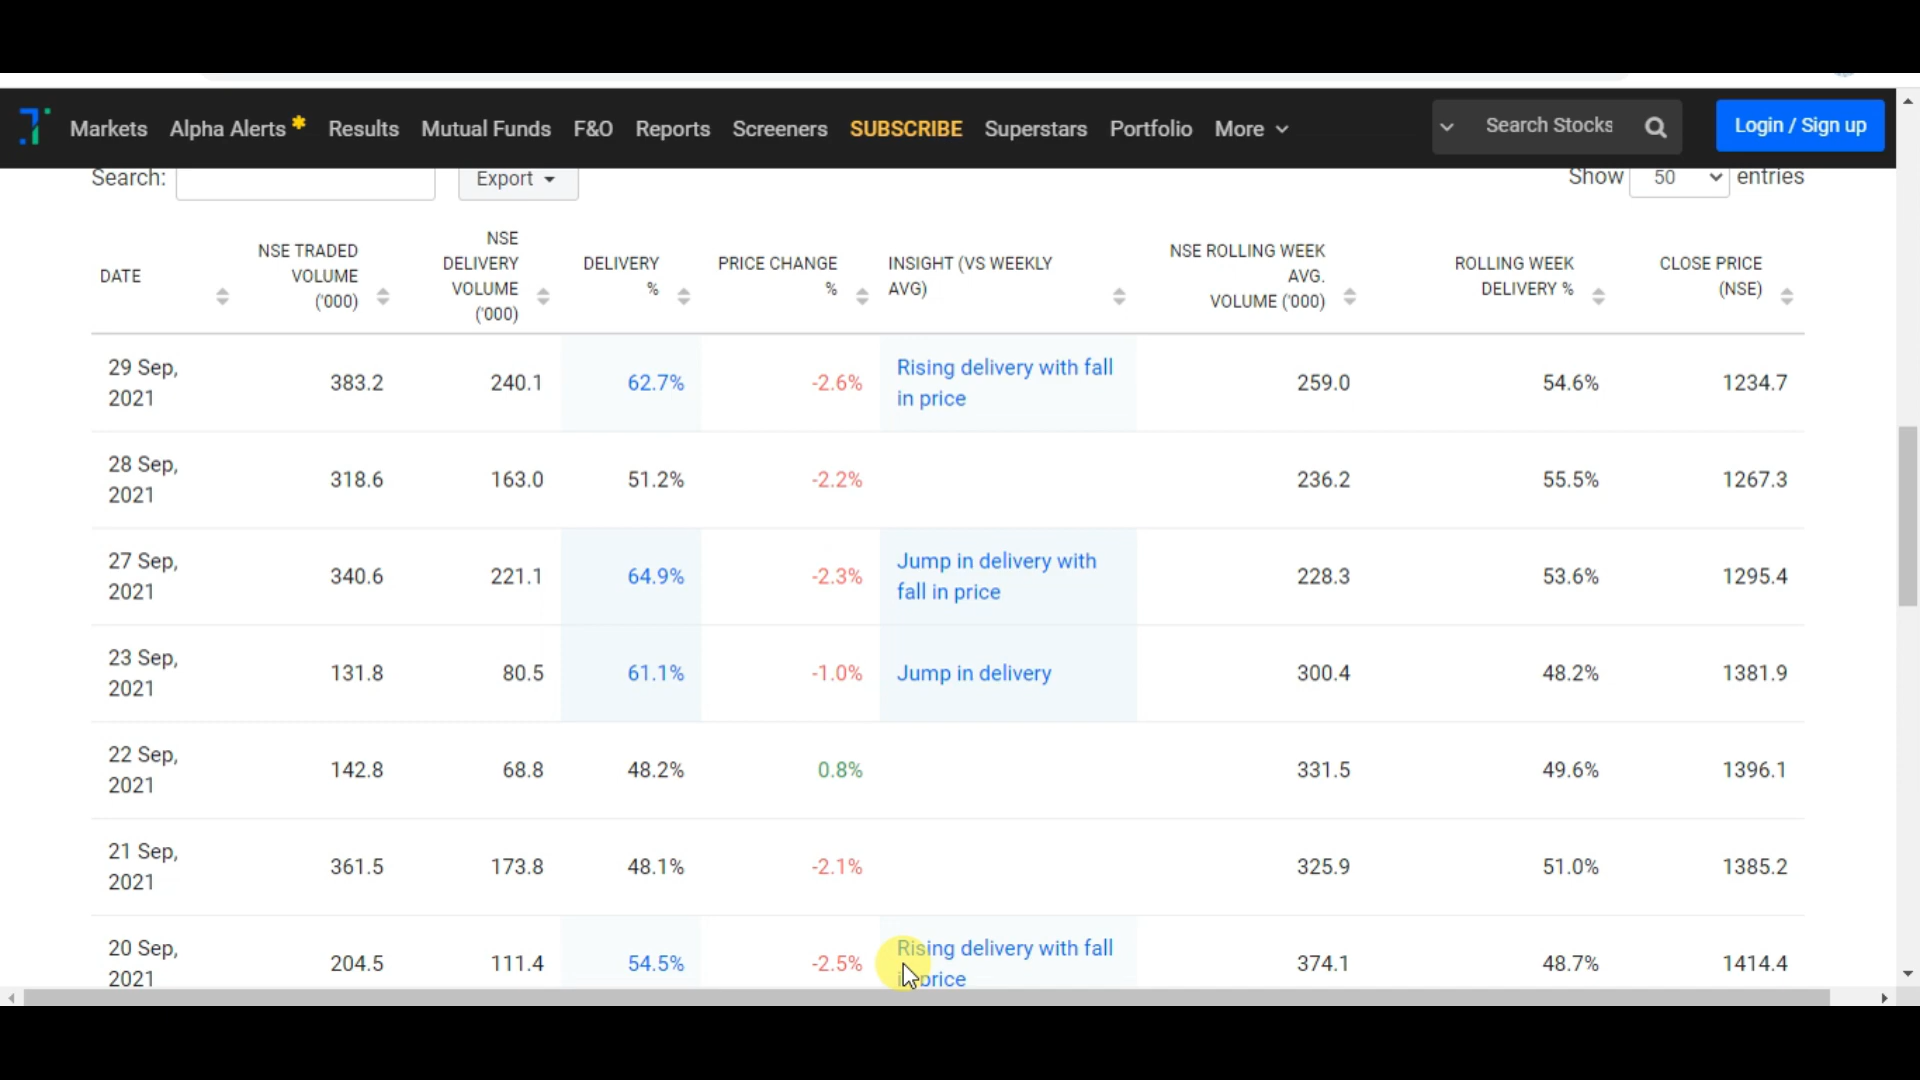 Markets Alpha Alerts Results Mutual Funds F&O Reports Screeners SUBSCRIBE Superstars Portfolio More Search Stocks Login / Sign up
Search: Export Show 50 entries
DATE
NSE TRADED
VOLUME
('000)
NSE
DELIVERY
VOLUME
('000)
DELIVERY
%
PRICE CHANGE
%
INSIGHT (VS WEEKLY
AVG)
NSE ROLLING WEEK
AVG.
VOLUME ('000)
ROLLING WEEK
DELIVERY %
CLOSE PRICE
(NSE)
29 Sep,
2021
383.2 240.1 62.7% -2.6%
Rising delivery with fall
in price
259.0 54.6% 1234.7
28 Sep,
2021
318.6 163.0 51.2% -2.2% 236.2 55.5% 1267.3
27 Sep,
2021
340.6 221.1 64.9% -2.3%
Jump in delivery with
fall in price
228.3 53.6% 1295.4
23 Sep,
2021
131.8 80.5 61.1% -1.0% Jump in delivery 300.4 48.2% 1381.9
22 Sep,
2021
142.8 68.8 48.2% 0.8% 331.5 49.6% 1396.1
21 Sep,
2021
361.5 173.8 48.1% -2.1% 325.9 51.0% 1385.2
20 Sep,
2021
204.5 111.4 54.5% -2.5%
Rising delivery with fall
in price
374.1 48.7% 1414.4